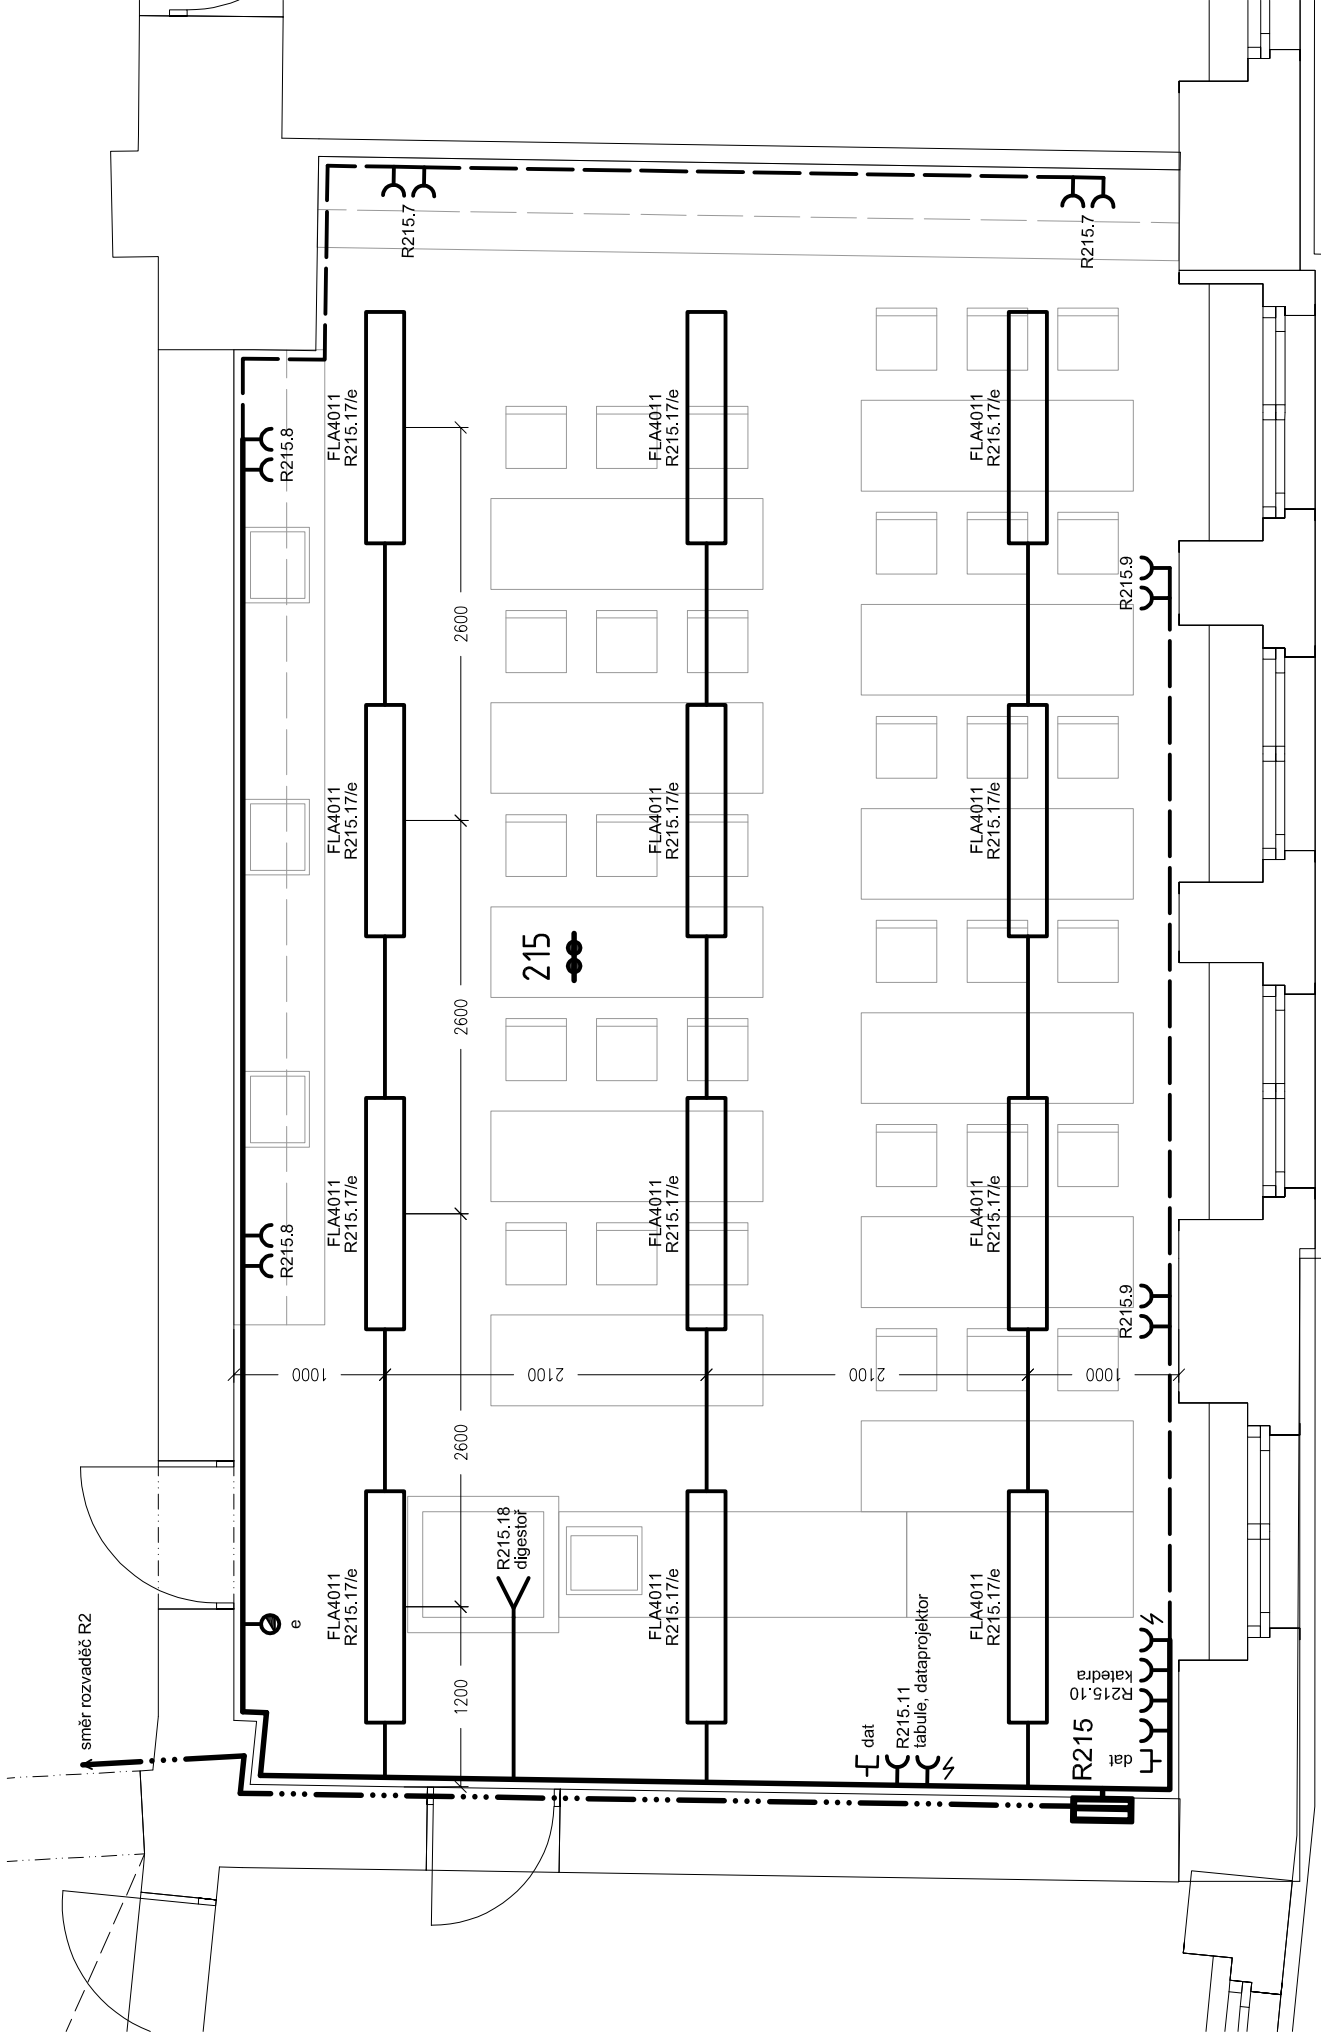 směr rozvaděč R2
R215.7
R215.7
R215.8
R215.8
FLA4011
R215.17/e
FLA4011
R215.17/e
FLA4011
R215.17/e
FLA4011
R215.17/e
FLA4011
R215.17/e
FLA4011
R215.17/e
FLA4011
R215.17/e
FLA4011
R215.17/e
FLA4011
R215.17/e
FLA4011
R215.17/e
FLA4011
R215.17/e
FLA4011
R215.17/e
2600
2600
2600
1200
215
1000
2100
2100
1000
R215.9
R215.9
e
R215.18
digestoř
dat
R215.11
tabule, dataprojektor
R215
R215.10
katedra
dat